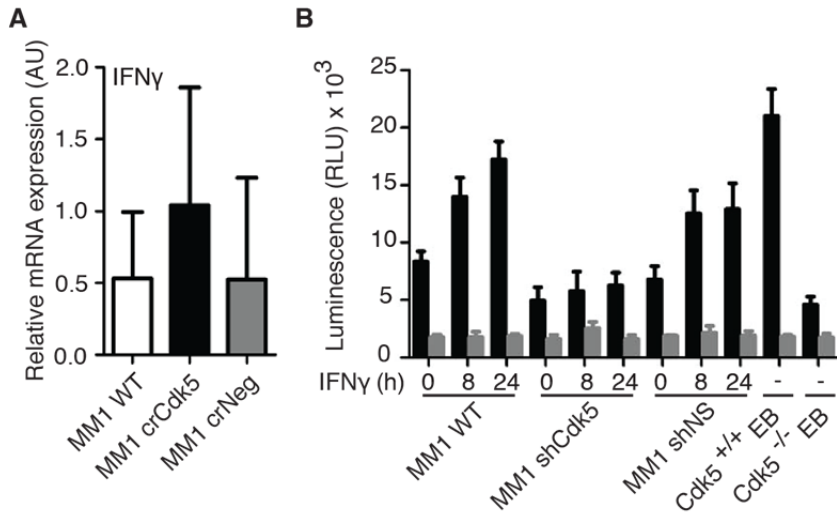 A
Relative mRNA expression (AU)
2.0
1.5
1.0
0.5
0.0
IFNγ
MM1 WT
MM1 crCdk5
MM1 crNeg
B
Luminescence (RLU) x 10³
25
20
15
10
5
0
IFNγ (h) 0 8 24 0 8 24 0 8 24 - -
MM1 WT
MM1 shCdk5
MM1 shNS
Cdk5 +/+ EB
Cdk5 -/- EB